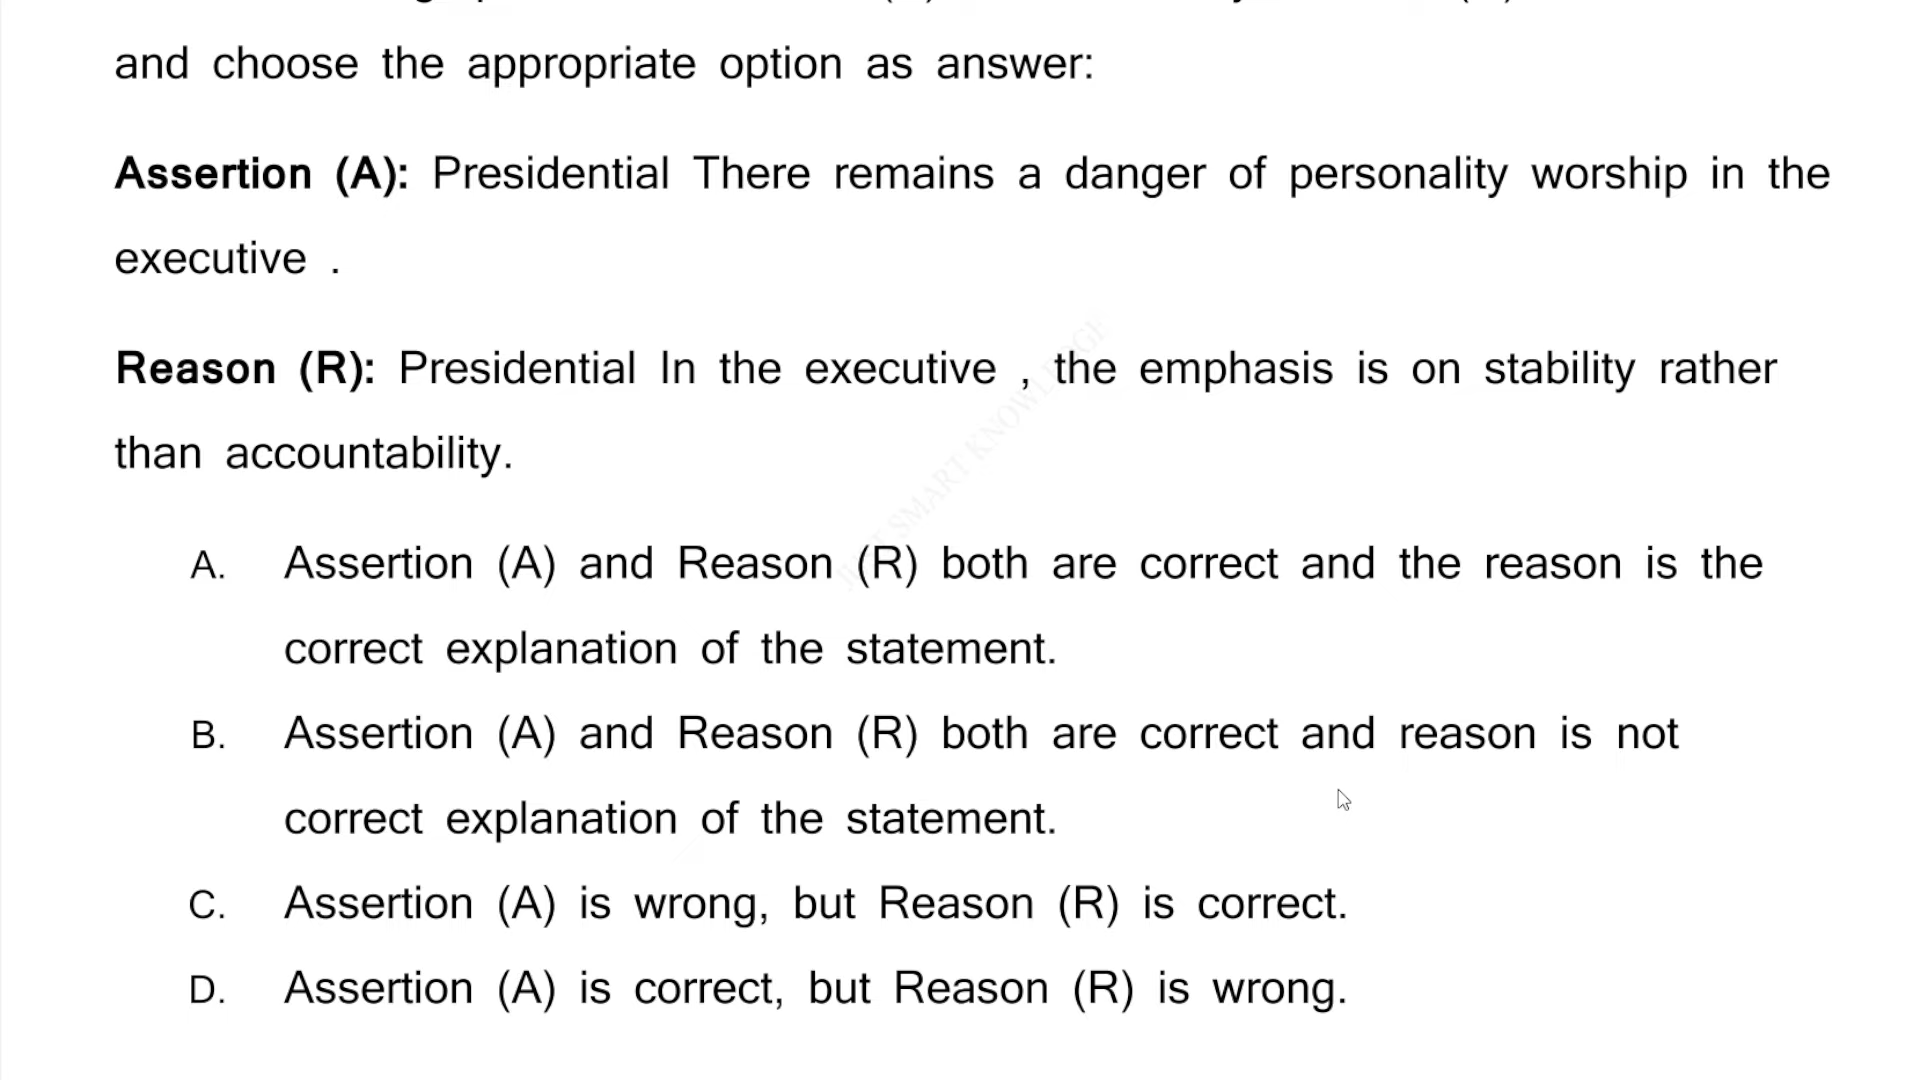 and choose the appropriate option as answer:
Assertion (A): Presidential There remains a danger of personality worship in the
executive .
Reason (R): Presidential In the executive , the emphasis is on stability rather
than accountability.
A. Assertion (A) and Reason (R) both are correct and the reason is the
correct explanation of the statement.
B. Assertion (A) and Reason (R) both are correct and reason is not
correct explanation of the statement.
C. Assertion (A) is wrong, but Reason (R) is correct.
D. Assertion (A) is correct, but Reason (R) is wrong.
SMART KNOWLEDGE